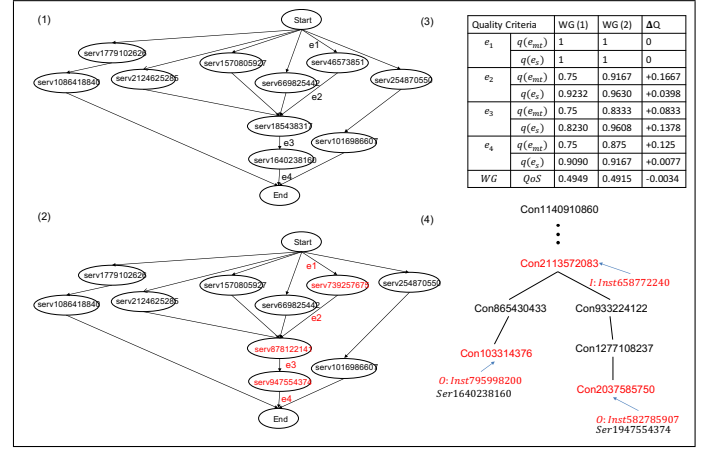 (1)
Start
e1
serv1779102626
serv1570805927
serv46573851
serv1086418840
serv2124625285
serv669825442
serv254870550
e2
serv185438317
e3
serv1640238160
serv1016986607
e4
End
(2)
Start
e1
serv1779102626
serv1570805927
serv739257675
serv254870550
serv1086418840
serv2124625285
serv669825442
e2
serv878122141
e3
serv1016986607
serv947554374
e4
End
(3)
Quality Criteria WG (1) WG (2) ΔQ
e1 q(emt) 1 1 0
q(es) 1 1 0
e2 q(emt) 0.75 0.9167 +0.1667
q(es) 0.9232 0.9630 +0.0398
e3 q(emt) 0.75 0.8333 +0.0833
q(es) 0.8230 0.9608 +0.1378
e4 q(emt) 0.75 0.875 +0.125
q(es) 0.9090 0.9167 +0.0077
WG QoS 0.4949 0.4915 -0.0034
(4)
Con1140910860
Con2113572083
I: Inst658772240
Con865430433
Con933224122
Con103314376
Con1277108237
O: Inst795998200
Ser1640238160
Con2037585750
O: Inst582785907
Ser1947554374